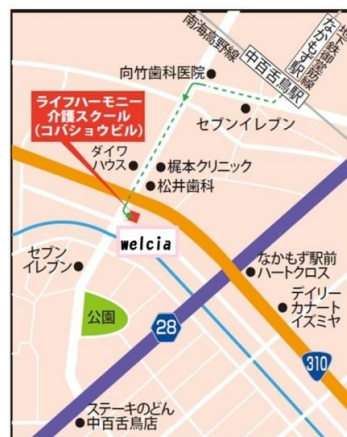 南海高野線
中百舌鳥駅
地下鉄御堂筋線
なかもず駅
向竹歯科医院
セブンイレブン
ライフハーモニー
介護スクール
(コバショウビル)
ダイワ
ハウス
梶本クリニック
松井歯科
welcia
セブン
イレブン
なかもず駅前
ハートクロス
デイリー
カナート
イズミヤ
公園
28
310
ステーキのどん
中百舌鳥店